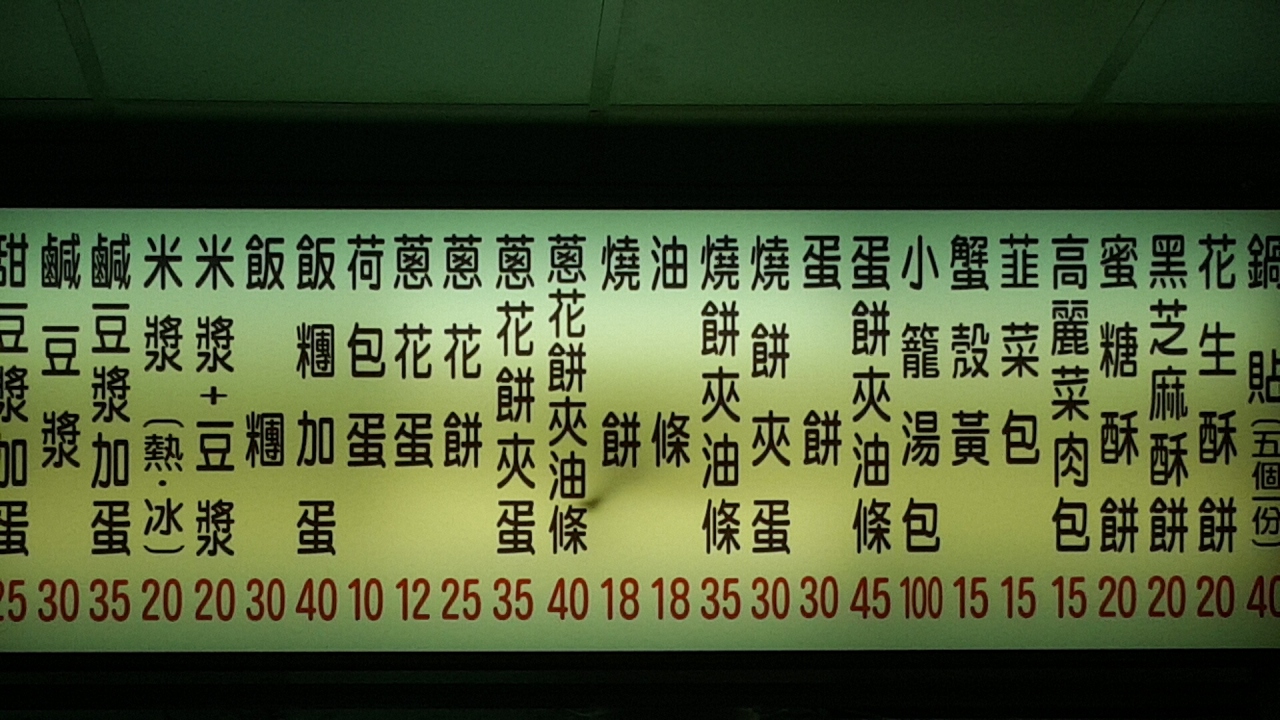 甜豆漿加蛋 25
鹹豆漿 30
鹹豆漿加蛋 35
米漿(熱·冰) 20
米漿+豆漿 20
飯糰 30
飯糰加蛋 40
荷包蛋 10
蔥花蛋 12
蔥花餅 25
蔥花餅夾蛋 35
蔥花餅夾油條 40
燒餅 18
油條 18
燒餅夾油條 35
燒餅夾蛋 30
蛋餅 30
蛋餅夾油條 45
小籠湯包 100
蟹殼黃 15
韮菜包 15
高麗菜肉包 15
蜜糖酥餅 20
黑芝麻酥餅 20
花生酥餅 20
鍋貼(五個一份) 40